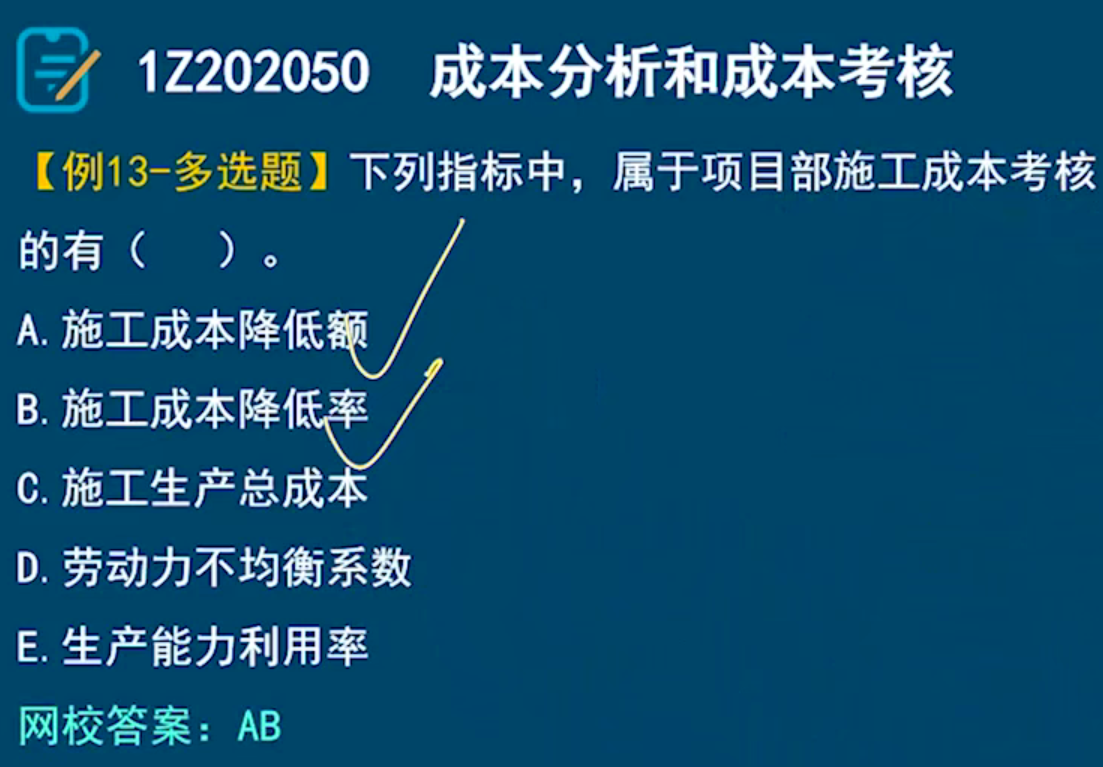 1Z202050 成本分析和成本考核
【例13-多选题】下列指标中，属于项目部施工成本考核
的有（  ）。
A.施工成本降低额
B.施工成本降低率
C.施工生产总成本
D.劳动力不均衡系数
E.生产能力利用率
网校答案：AB